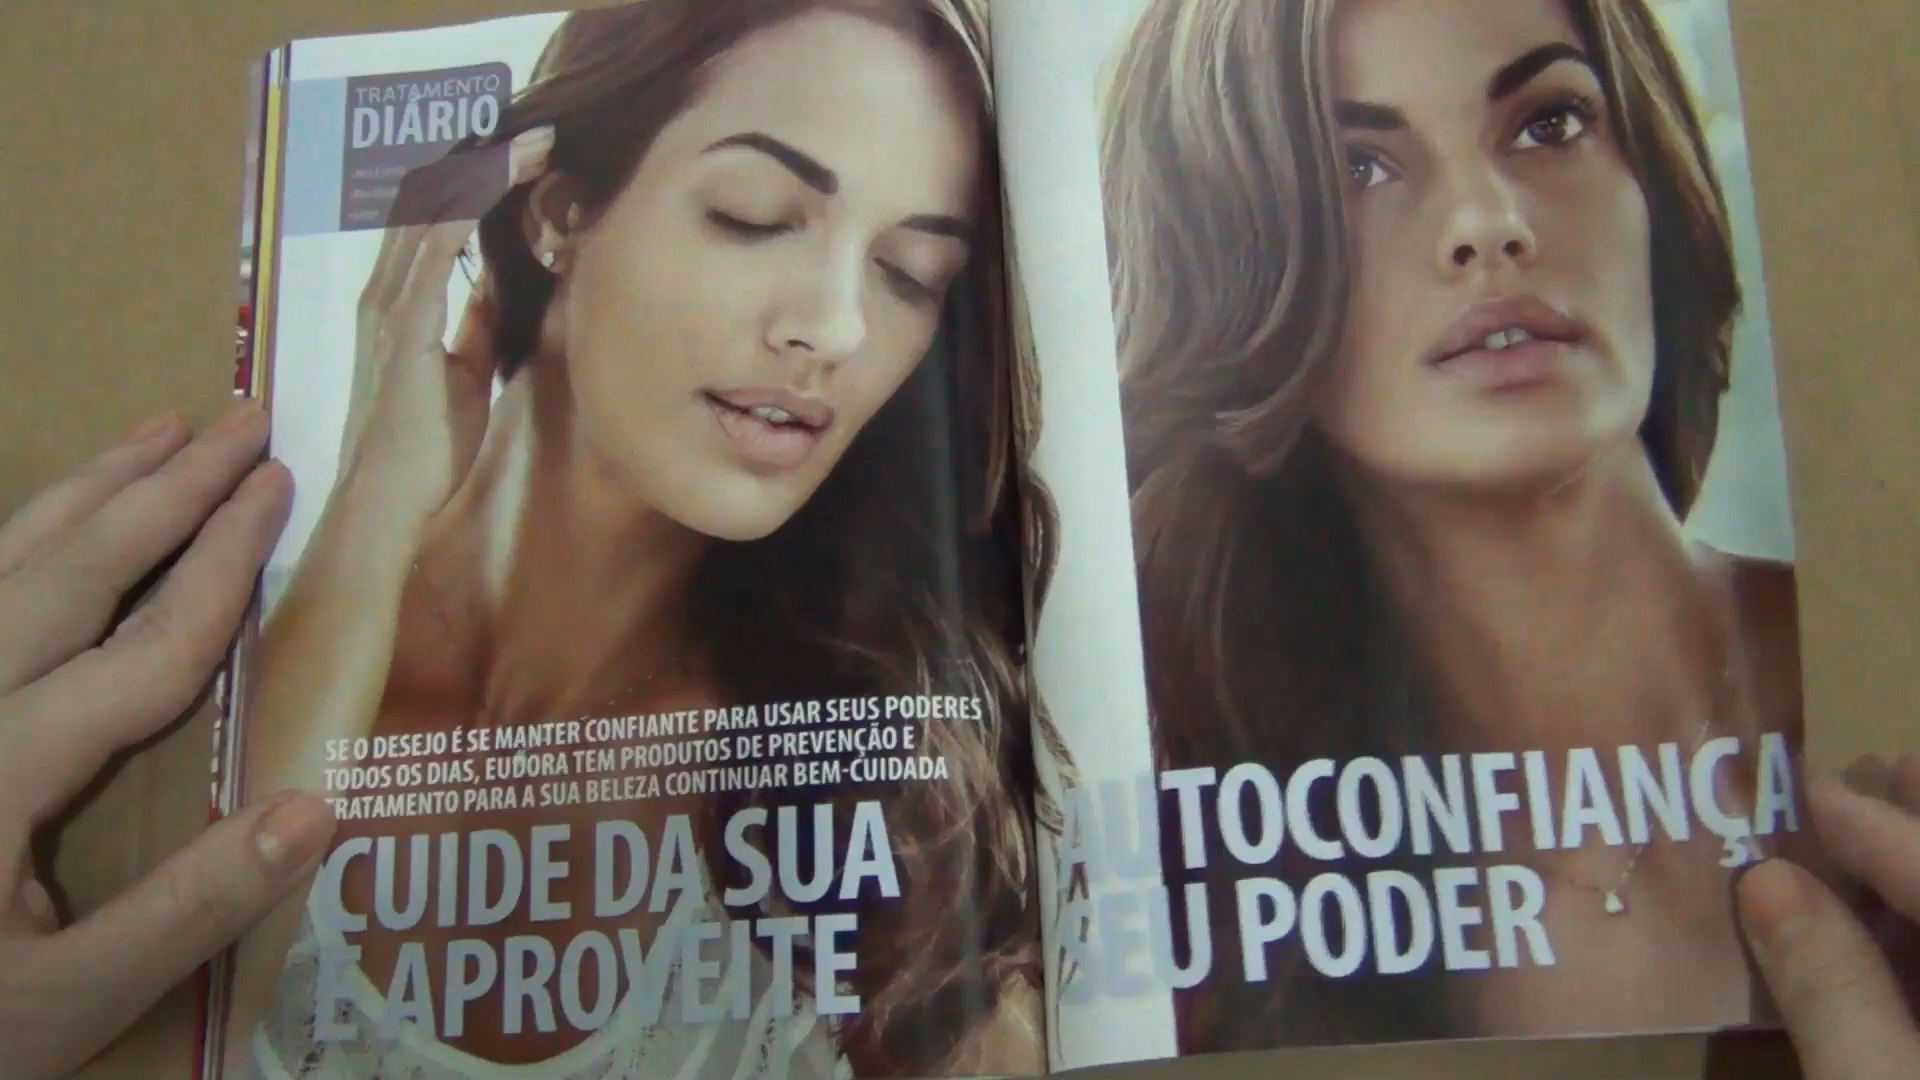 TRATAMENTO
DIÁRIO
SE O DESEJO É SE MANTER CONFIANTE PARA USAR SEUS PODERES
TODOS OS DIAS, EUDORA TEM PRODUTOS DE PREVENÇÃO E
TRATAMENTO PARA A SUA BELEZA CONTINUAR BEM-CUIDADA
CUIDE DA SUA AUTOCONFIANÇA
E APROVEITE SEU PODER